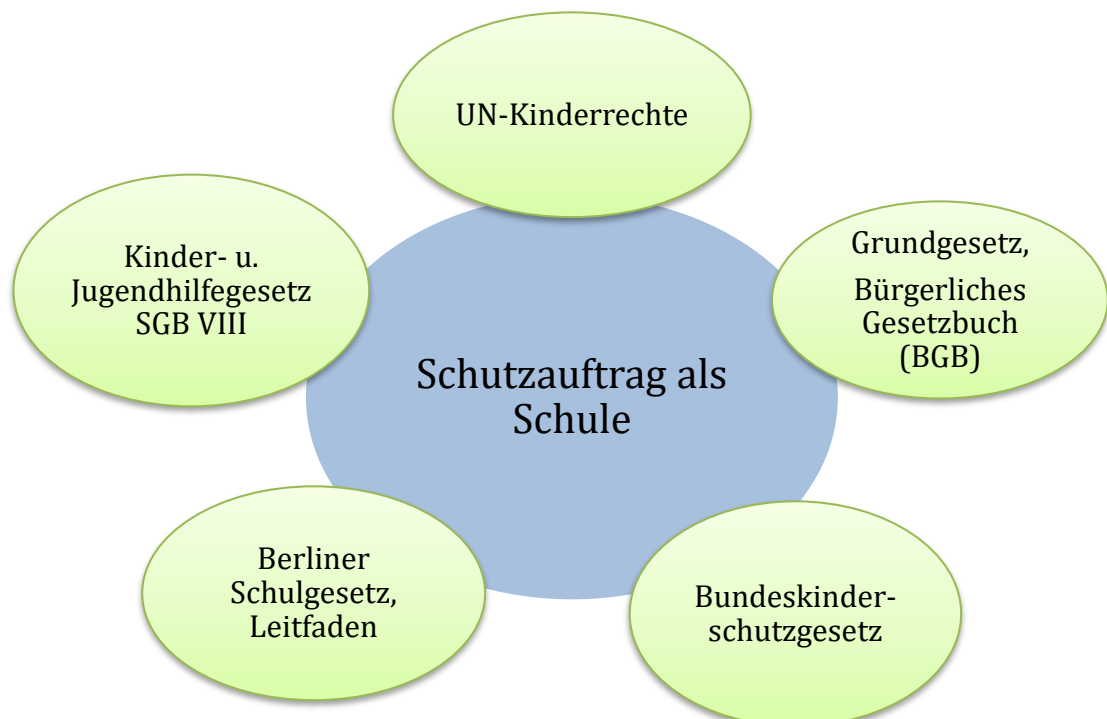 UN-Kinderrechte
Kinder- u.
Jugendhilfegesetz
SGB VIII
Grundgesetz,
Bürgerliches
Gesetzbuch
(BGB)
Schutzauftrag als
Schule
Berliner
Schulgesetz,
Leitfaden
Bundeskinder-
schutzgesetz